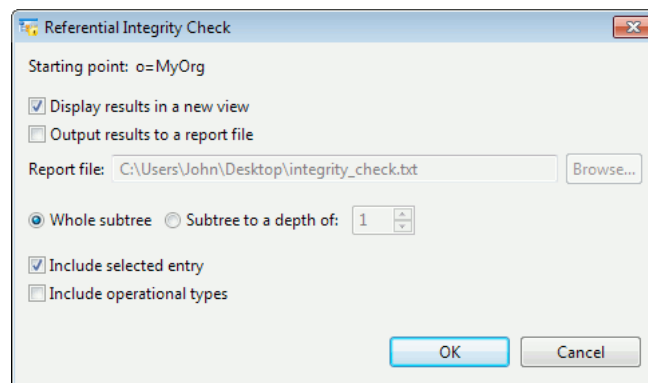 Referential Integrity Check
Starting point: o=MyOrg
Display results in a new view
Output results to a report file
Report file: C:\Users\John\Desktop\integrity_check.txt Browse...
Whole subtree Subtree to a depth of: 1
Include selected entry
Include operational types
OK Cancel